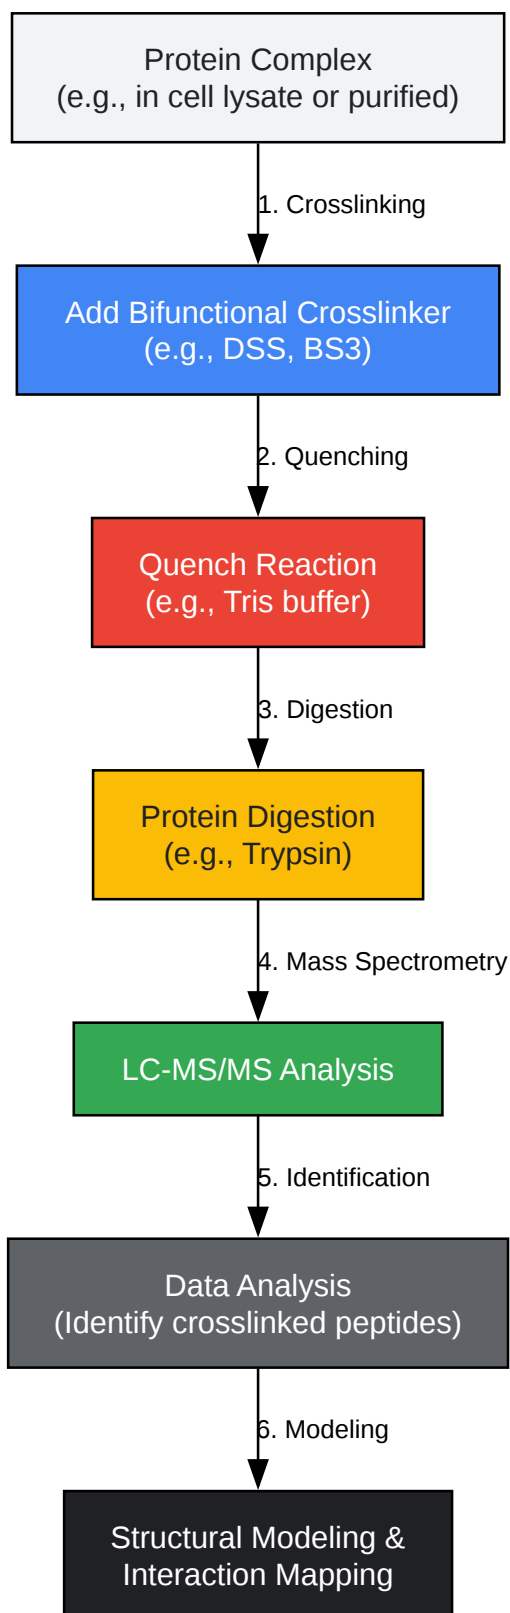 Protein Complex
(e.g., in cell lysate or purified)
1. Crosslinking
Add Bifunctional Crosslinker
(e.g., DSS, BS3)
2. Quenching
Quench Reaction
(e.g., Tris buffer)
3. Digestion
Protein Digestion
(e.g., Trypsin)
4. Mass Spectrometry
LC-MS/MS Analysis
5. Identification
Data Analysis
(Identify crosslinked peptides)
6. Modeling
Structural Modeling &
Interaction Mapping